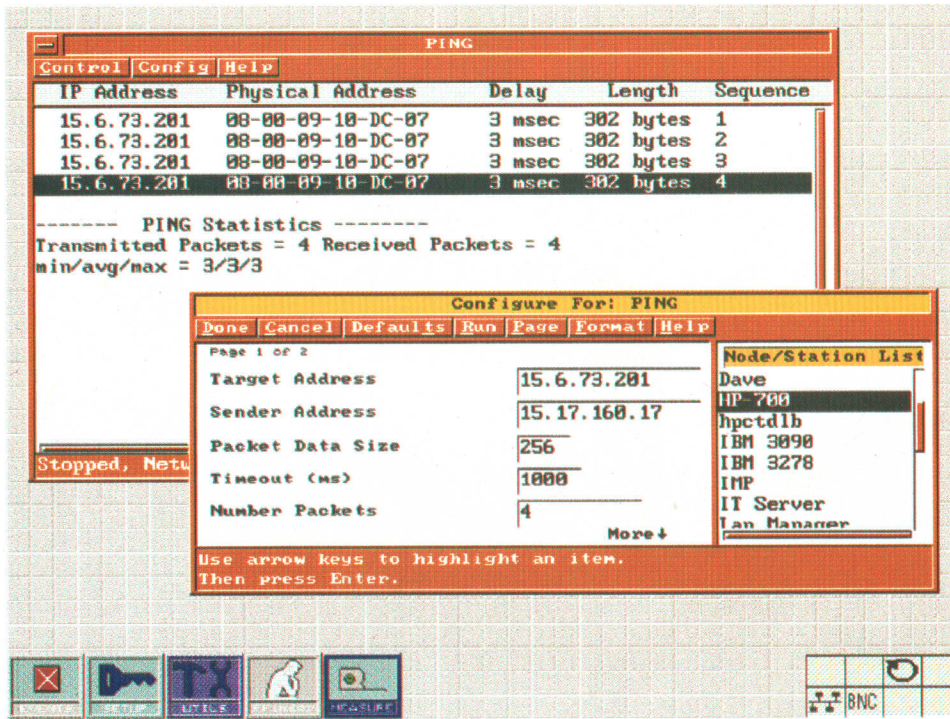 PING
Control Config Help
IP Address Physical Address Delay Length Sequence
15.6.73.201 08-00-09-10-DC-07 3 msec 302 bytes 1
15.6.73.201 08-00-09-10-DC-07 3 msec 302 bytes 2
15.6.73.201 08-00-09-10-DC-07 3 msec 302 bytes 3
15.6.73.201 08-00-09-10-DC-07 3 msec 302 bytes 4
------- PING Statistics --------
Transmitted Packets = 4 Received Packets = 4
min/avg/max = 3/3/3
Stopped, Netw
Configure For: PING
Done Cancel Defaults Run Page Format Help
Page 1 of 2
Target Address 15.6.73.201
Sender Address 15.17.160.17
Packet Data Size 256
Timeout (ms) 1000
Number Packets 4
More↓
Node/Station List
Dave
HP-700
hpctdlb
IBM 3090
IBM 3278
IMP
IT Server
Lan Manager
Use arrow keys to highlight an item.
Then press Enter.
SETUP
UTILS
MEASURE
BNC